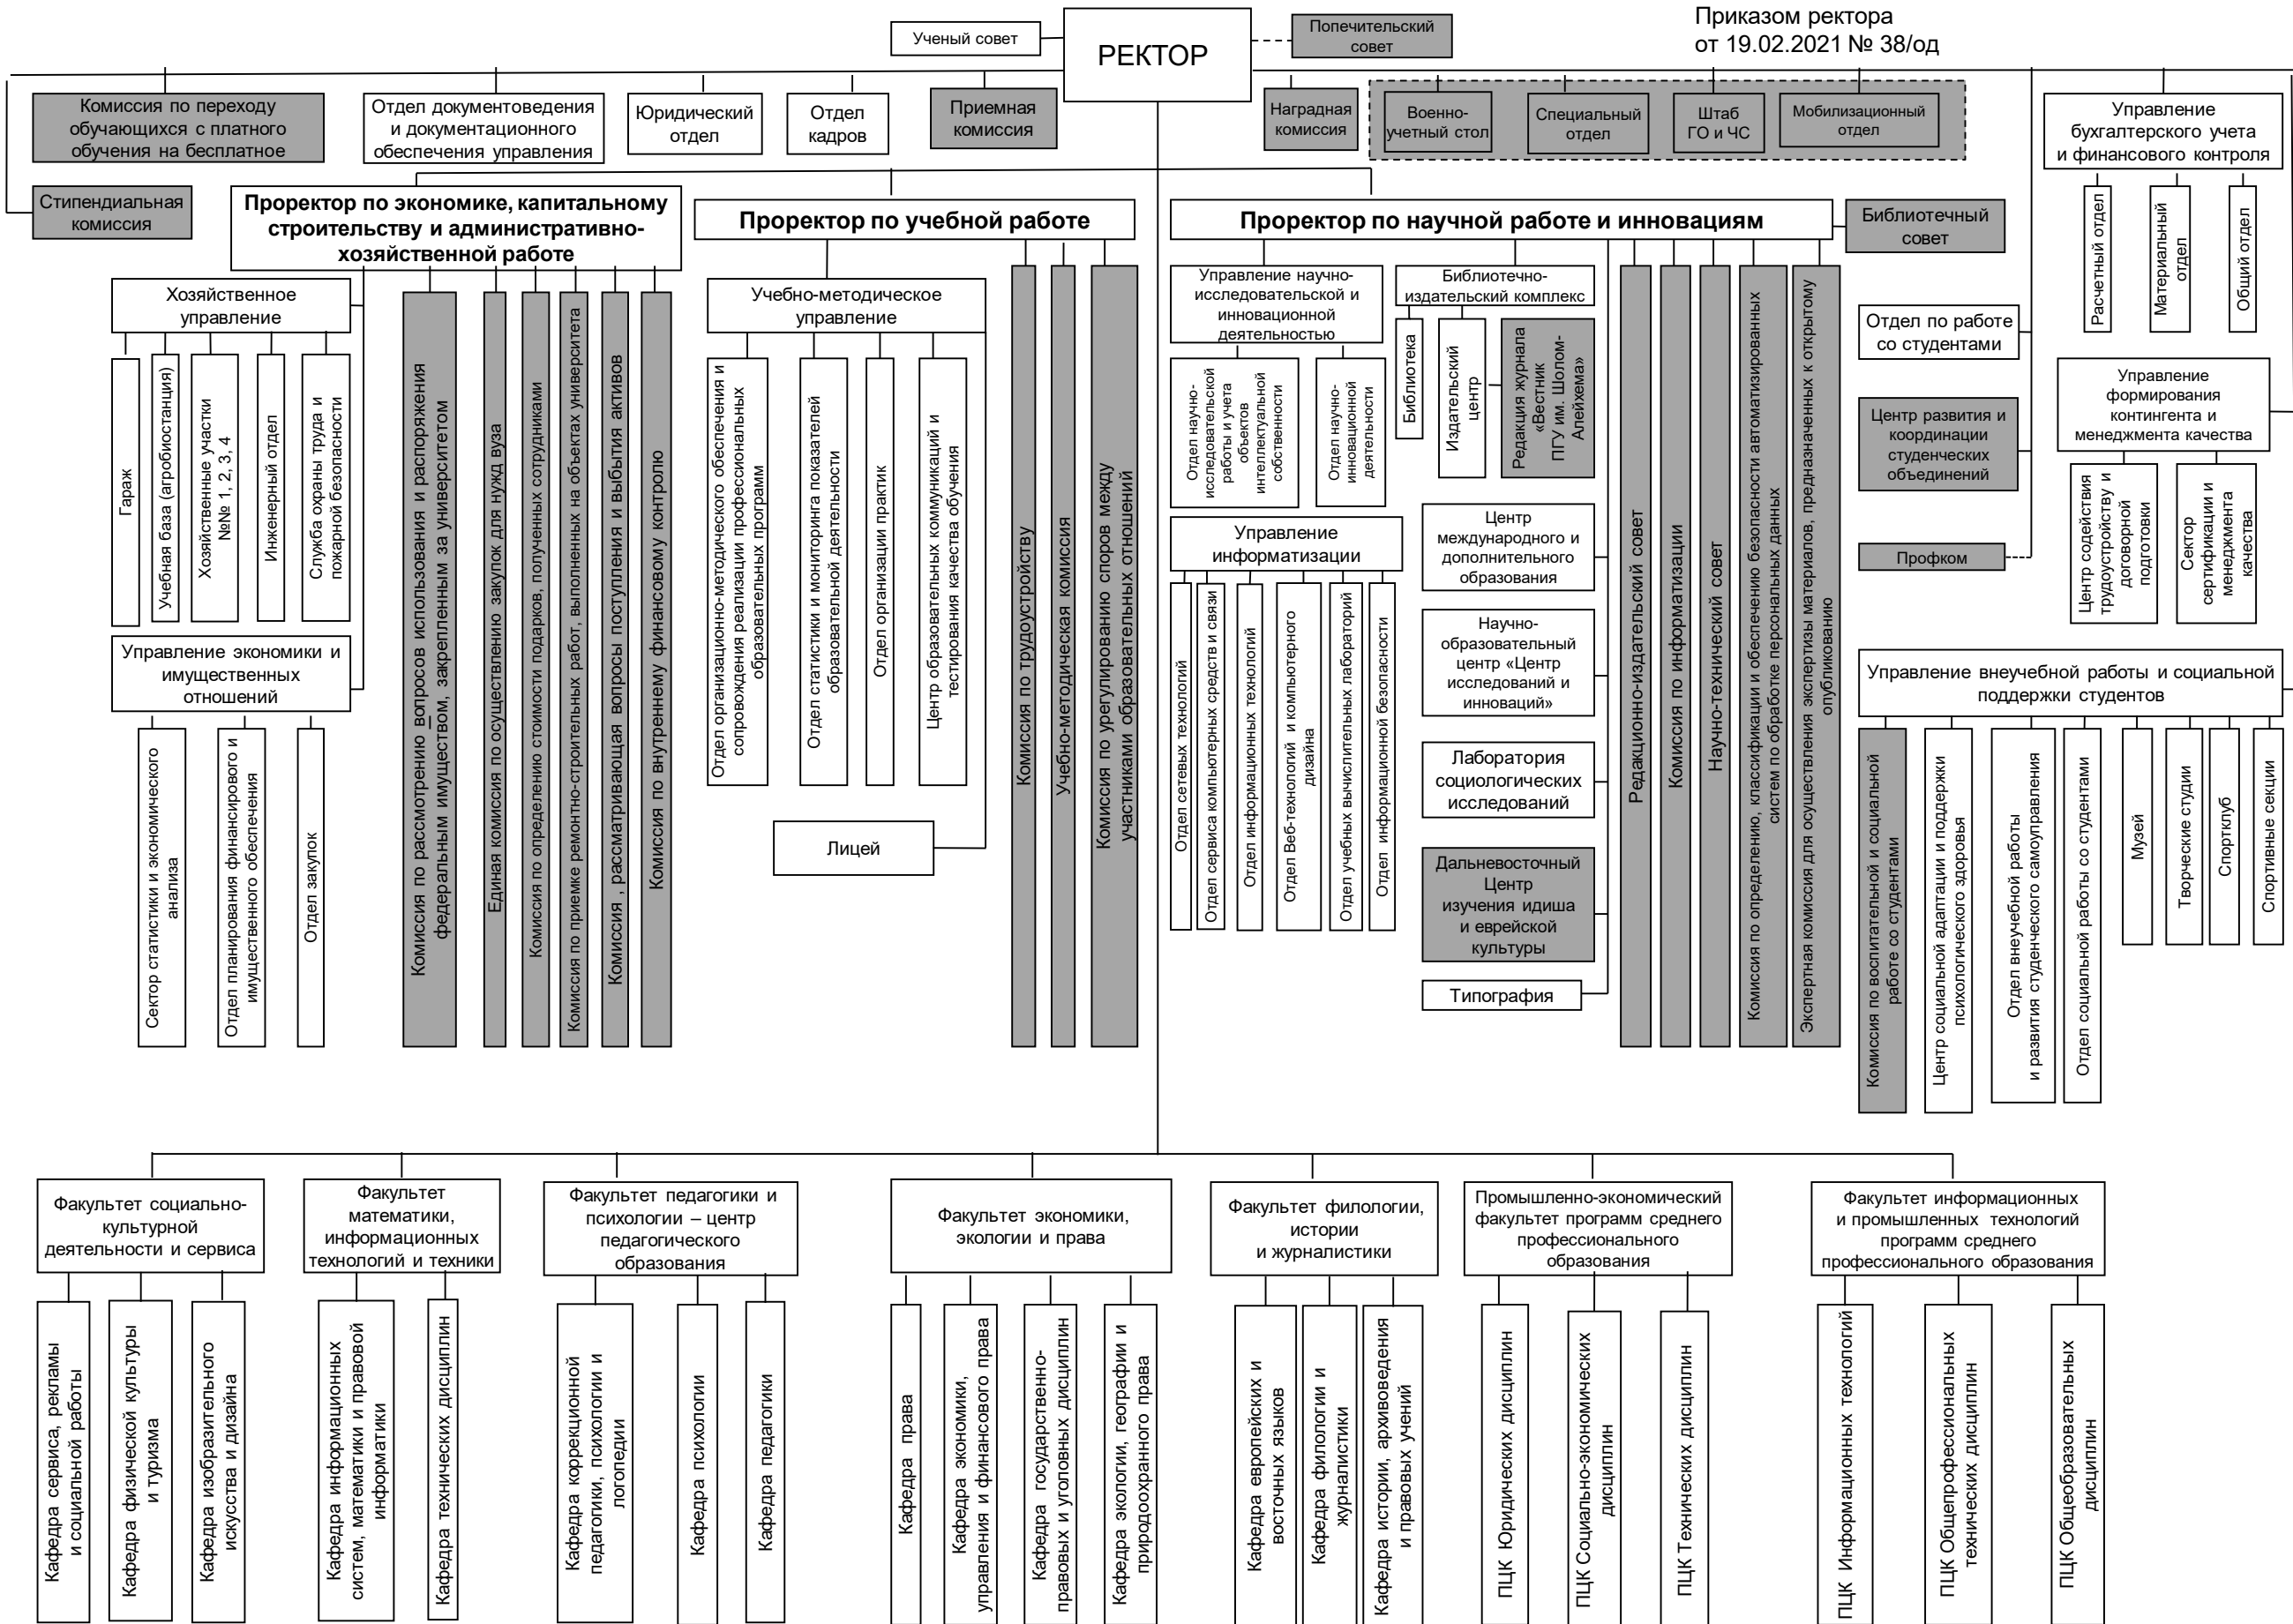 Приказом ректора
от 19.02.2021 № 38/од
Ученый совет
РЕКТОР
Попечительский
совет
Комиссия по переходу
обучающихся с платного
обучения на бесплатное
Отдел документоведения
и документационного
обеспечения управления
Юридический
отдел
Отдел
кадров
Приемная
комиссия
Наградная
комиссия
Военно-
учетный стол
Специальный
отдел
Штаб
ГО и ЧС
Мобилизационный
отдел
Управление
бухгалтерского учета
и финансового контроля
Расчетный отдел
Материальный
отдел
Общий отдел
Стипендиальная
комиссия
Проректор по экономике, капитальному
строительству и административно-
хозяйственной работе
Проректор по учебной работе
Проректор по научной работе и инновациям
Библиотечный
совет
Хозяйственное
управление
Гараж
Учебная база (агробиостанция)
Хозяйственные участки
№№ 1, 2, 3, 4
Инженерный отдел
Служба охраны труда и
пожарной безопасности
Управление экономики и
имущественных
отношений
Сектор статистики и экономического
анализа
Отдел планирования финансирового и
имущественного обеспечения
Отдел закупок
Комиссия по рассмотрению вопросов использования и распоряжения
федеральным имуществом, закрепленным за университетом
Единая комиссия по осуществлению закупок для нужд вуза
Комиссия по определению стоимости подарков, полученных сотрудниками
Комиссия по приемке ремонтно-строительных работ, выполненных на объектах университета
Комиссия , рассматривающая вопросы поступления и выбытия активов
Комиссия по внутреннему финансовому контролю
Учебно-методическое
управление
Отдел организационно-методического обеспечения и
сопровождения реализации профессиональных
образовательных программ
Отдел статистики и мониторинга показателей
образовательной деятельности
Отдел организации практик
Центр образовательных коммуникаций и
тестирования качества обучения
Лицей
Комиссия по трудоустройству
Учебно-методическая комиссия
Комиссия по урегулированию споров между
участниками образовательных отношений
Управление научно-
исследовательской и
инновационной
деятельностью
Отдел научно-
исследовательской
работы и учета
объектов
интеллектуальной
собственности
Отдел научно-
инновационной
деятельности
Библиотечно-
издательский комплекс
Библиотека
Издательский
центр
Редакция журнала
«Вестник
ПГУ им. Шолом-
Алейхема»
Управление
информатизации
Отдел сетевых технологий
Отдел сервиса компьютерных средств и связи
Отдел информационных технологий
Отдел Веб-технологий и компьютерного
дизайна
Отдел учебных вычислительных лабораторий
Отдел информационной безопасности
Центр
международного и
дополнительного
образования
Научно-
образовательный
центр «Центр
исследований и
инноваций»
Лаборатория
социологических
исследований
Дальневосточный
Центр
изучения идиша
и еврейской
культуры
Типография
Редакционно-издательский совет
Комиссия по информатизации
Научно-технический совет
Комиссия по определению, классификации и обеспечению безопасности автоматизированных
систем по обработке персональных данных
Экспертная комиссия для осуществления экспертизы материалов, предназначенных к открытому
опубликованию
Отдел по работе
со студентами
Центр развития и
координации
студенческих
объединений
Профком
Управление
формирования
контингента и
менеджмента качества
Центр содействия
трудоустройству и
договорной
подготовки
Сектор
сертификации и
менеджмента
качества
Управление внеучебной работы и социальной
поддержки студентов
Комиссия по воспитательной и социальной
работе со студентами
Центр социальной адаптации и поддержки
психологического здоровья
Отдел внеучебной работы
и развития студенческого самоуправления
Отдел социальной работы со студентами
Музей
Творческие студии
Спортклуб
Спортивные секции
Факультет социально-
культурной
деятельности и сервиса
Кафедра сервиса, рекламы
и социальной работы
Кафедра физической культуры
и туризма
Кафедра изобразительного
искусства и дизайна
Факультет
математики,
информационных
технологий и техники
Кафедра информационных
систем, математики и правовой
информатики
Кафедра технических дисциплин
Факультет педагогики и
психологии – центр
педагогического
образования
Кафедра коррекционной
педагогики, психологии и
логопедии
Кафедра психологии
Кафедра педагогики
Факультет экономики,
экологии и права
Кафедра права
Кафедра экономики,
управления и финансового права
Кафедра государственно-
правовых и уголовных дисциплин
Кафедра экологии, географии и
природоохранного права
Факультет филологии,
истории
и журналистики
Кафедра европейских и
восточных языков
Кафедра филологии и
журналистики
Кафедра истории, архивоведения
и правовых учений
Промышленно-экономический
факультет программ среднего
профессионального
образования
ПЦК Юридических дисциплин
ПЦК Социально-экономических
дисциплин
ПЦК Технических дисциплин
Факультет информационных
и промышленных технологий
программ среднего
профессионального образования
ПЦК Информационных технологий
ПЦК Общепрофессиональных
технических дисциплин
ПЦК Общеобразовательных
дисциплин